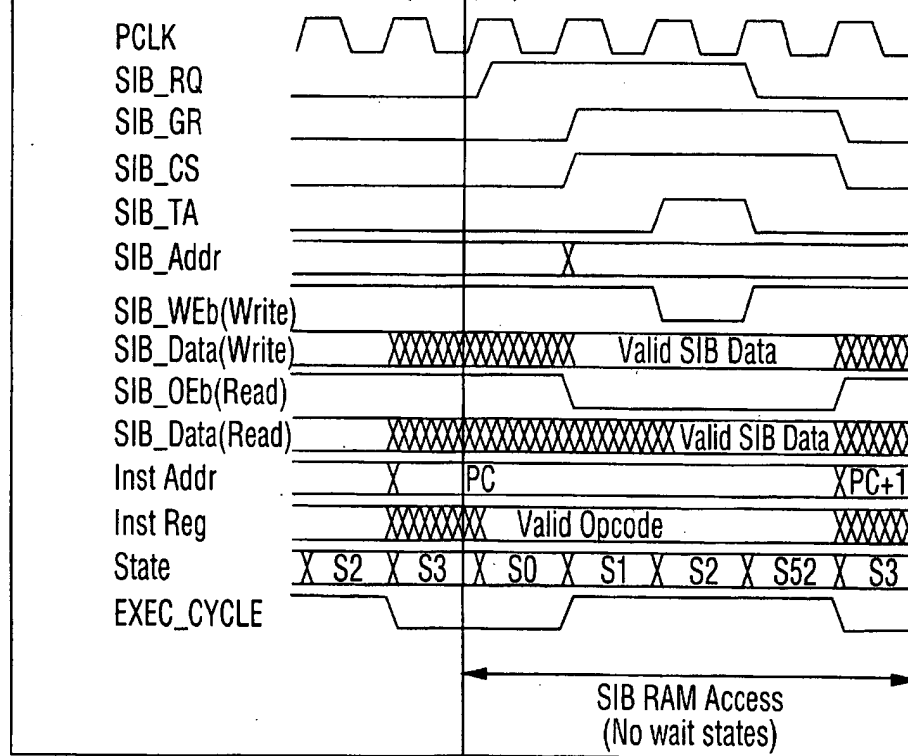 PCLK
SIB_RQ
SIB_GR
SIB_CS
SIB_TA
SIB_Addr
SIB_WEb(Write)
SIB_Data(Write) Valid SIB Data
SIB_OEb(Read)
SIB_Data(Read) Valid SIB Data
Inst Addr PC PC+1
Inst Reg Valid Opcode
State S2 S3 S0 S1 S2 S52 S3
EXEC_CYCLE
SIB RAM Access
(No wait states)